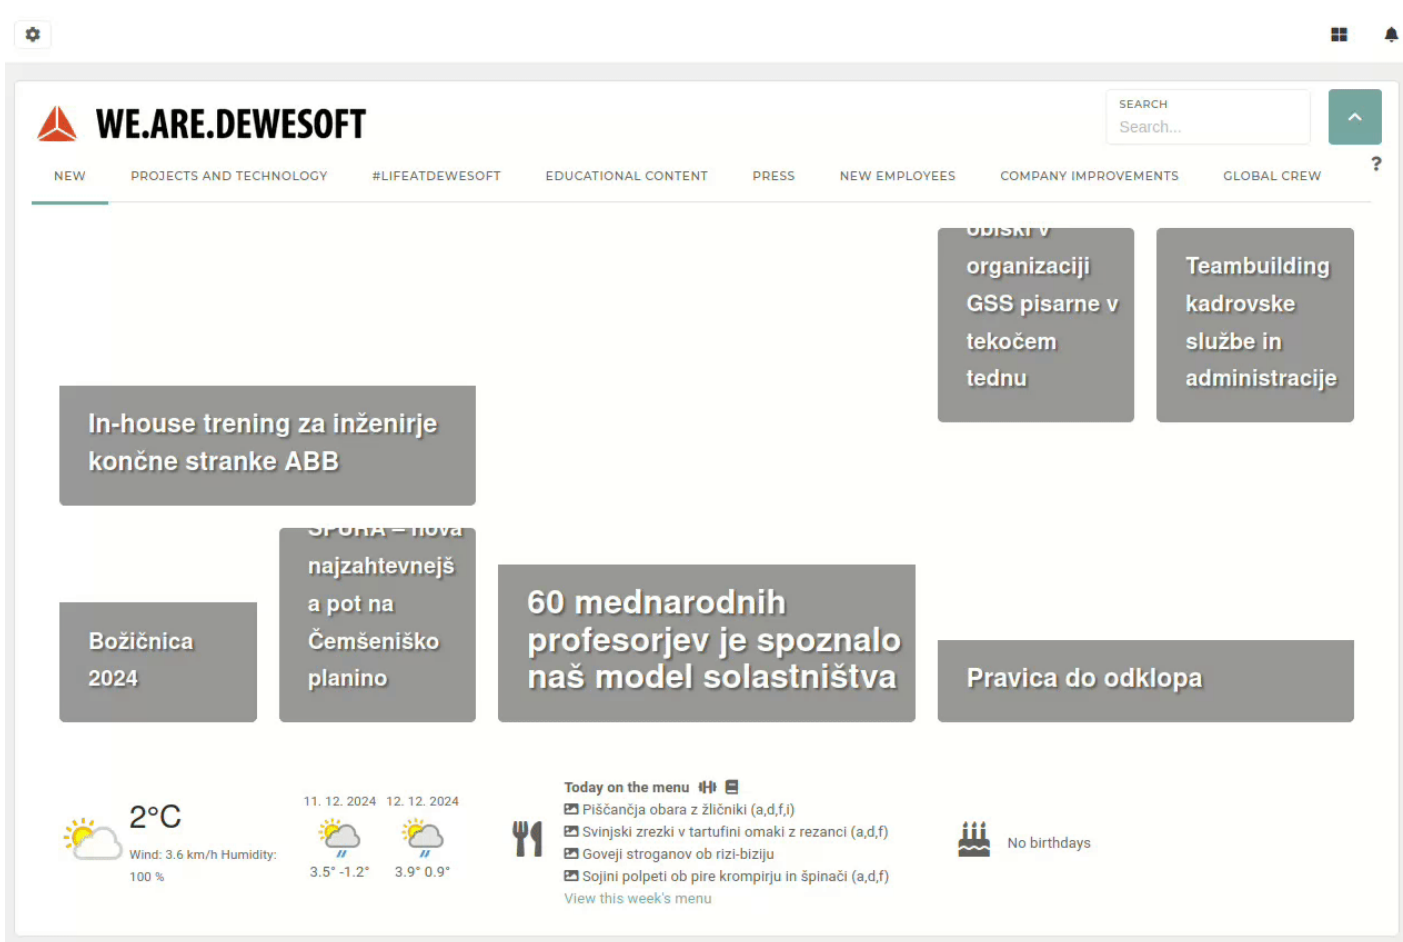 WE.ARE.DEWESOFT
SEARCH
Search...
?
NEW
PROJECTS AND TECHNOLOGY
#LIFEATDEWESOFT
EDUCATIONAL CONTENT
PRESS
NEW EMPLOYEES
COMPANY IMPROVEMENTS
GLOBAL CREW
obiski v
organizaciji
GSS pisarne v
tekočem
tednu
Teambuilding
kadrovske
službe in
administracije
In-house trening za inženirje
končne stranke ABB
Božičnica
2024
SPURA – nova
najzahtevnejš
a pot na
Čemšeniško
planino
60 mednarodnih
profesorjev je spoznalo
naš model solastništva
Pravica do odklopa
2°C
Wind: 3.6 km/h Humidity:
100 %
11. 12. 2024
3.5° -1.2°
12. 12. 2024
3.9° 0.9°
Today on the menu
Piščančja obara z žličniki (a,d,f,i)
Svinjski zrezki v tartufini omaki z rezanci (a,d,f)
Goveji stroganov ob rizi-biziju
Sojini polpeti ob pire krompirju in špinači (a,d,f)
View this week's menu
No birthdays